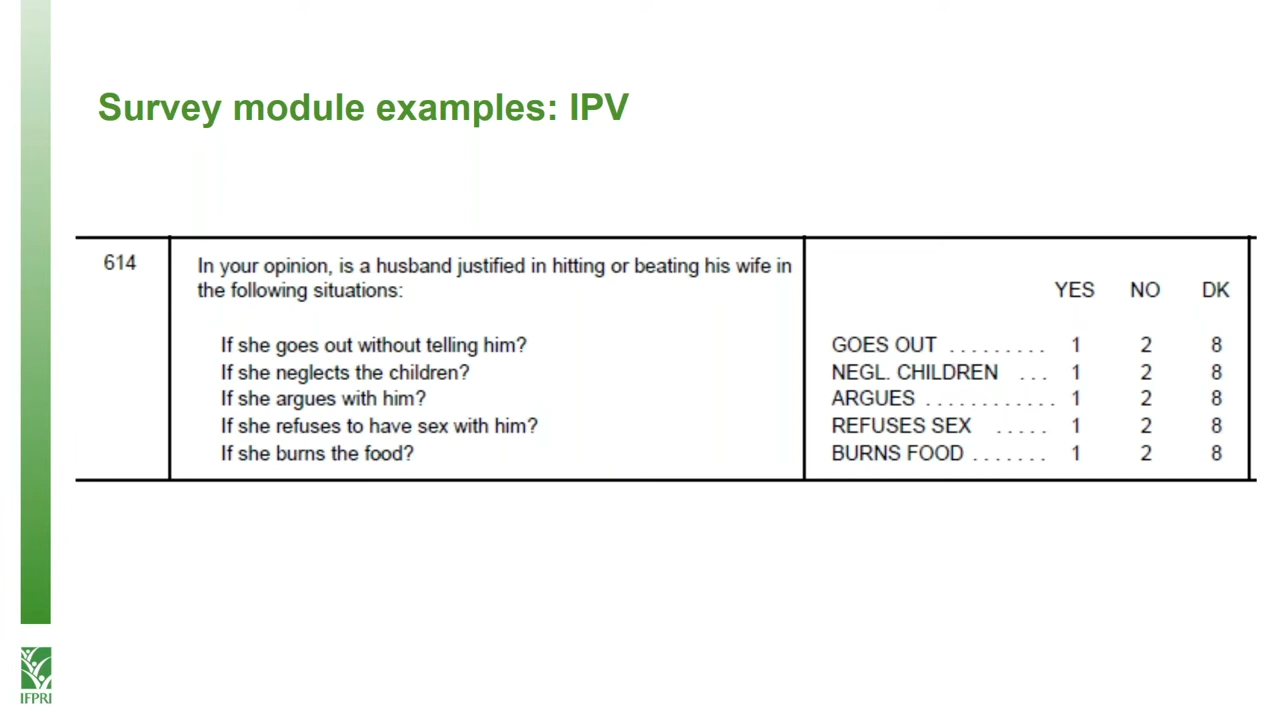 Survey module examples: IPV
614
In your opinion, is a husband justified in hitting or beating his wife in
the following situations:
YES NO DK
If she goes out without telling him? GOES OUT ......... 1 2 8
If she neglects the children? NEGL. CHILDREN ... 1 2 8
If she argues with him? ARGUES ............ 1 2 8
If she refuses to have sex with him? REFUSES SEX ..... 1 2 8
If she burns the food? BURNS FOOD ....... 1 2 8
IFPRI